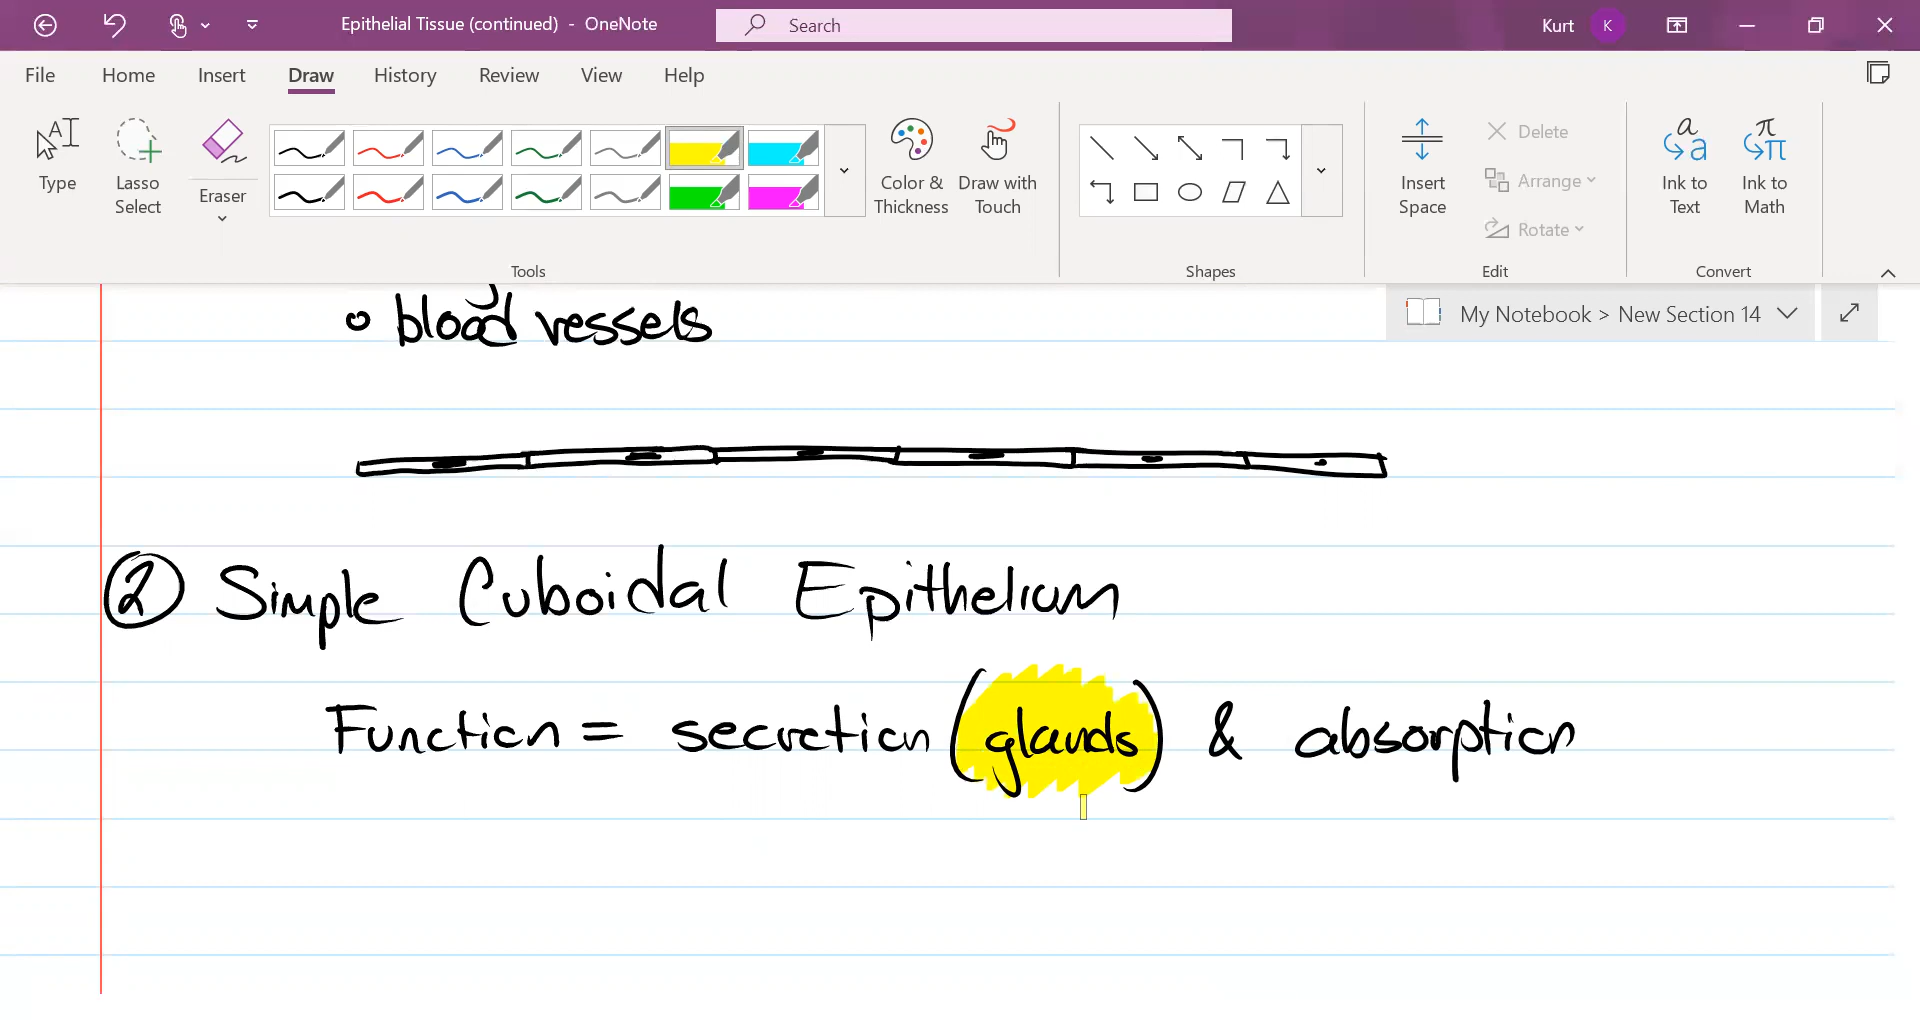 Epithelial Tissue (continued) - OneNote
Search
Kurt K
File Home Insert Draw History Review View Help
Type
Lasso Select
Eraser
Color & Thickness
Draw with Touch
Insert Space
Delete
Arrange
Rotate
a a
Ink to Text
π π
Ink to Math
Tools Shapes Edit Convert
My Notebook > New Section 14
o blood vessels
2 Simple Cuboidal Epithelium
Function = secretion (glands) & absorption